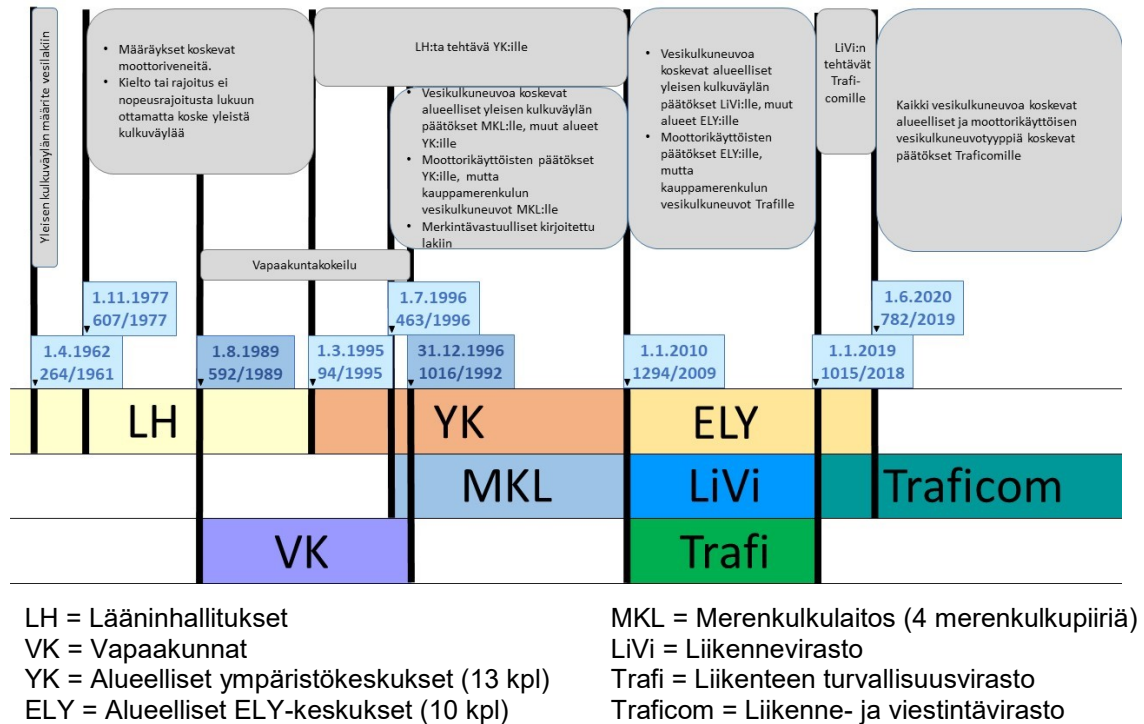 Yleisen kulkuväylän määrite vesilakiin
• Määräykset koskevat
moottoriveneitä.
• Kielto tai rajoitus ei
nopeusrajoitusta lukuun
ottamatta koske yleistä
kulkuväylää
LH:ta tehtävä YK:ille
• Vesikulkuneuvoa koskevat
alueelliset yleisen kulkuväylän
päätökset MKL:lle, muut alueet
YK:ille
• Moottorikäyttöisten päätökset
YK:ille, mutta
kauppamerenkulun
vesikulkuneuvot MKL:lle
• Merkintävastuulliset kirjoitettu
lakiin
• Vesikulkuneuvoa
koskevat alueelliset
yleisen kulkuväylän
päätökset LiVi:lle, muut
alueet ELY:ille
• Moottorikäyttöisten
päätökset ELY:ille,
mutta
kauppamerenkulun
vesikulkuneuvot Trafille
LiVi:n
tehtävät
Trafi-
comille
Kaikki vesikulkuneuvoa koskevat
alueelliset ja moottorikäyttöisen
vesikulkuneuvotyyppiä koskevat
päätökset Traficomille
Vapaakuntakokeilu
1.11.1977
607/1977
1.7.1996
463/1996
1.6.2020
782/2019
1.4.1962
264/1961
1.8.1989
592/1989
1.3.1995
94/1995
31.12.1996
1016/1992
1.1.2010
1294/2009
1.1.2019
1015/2018
LH
YK
ELY
MKL
LiVi
Traficom
VK
Trafi
LH = Lääninhallitukset
VK = Vapaakunnat
YK = Alueelliset ympäristökeskukset (13 kpl)
ELY = Alueelliset ELY-keskukset (10 kpl)
MKL = Merenkulkulaitos (4 merenkulkupiiriä)
LiVi = Liikennevirasto
Trafi = Liikenteen turvallisuusvirasto
Traficom = Liikenne- ja viestintävirasto